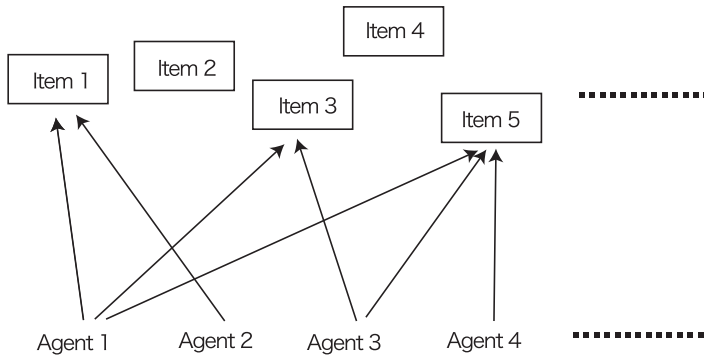 Item 1
Item 2
Item 3
Item 4
Item 5
Agent 1
Agent 2
Agent 3
Agent 4